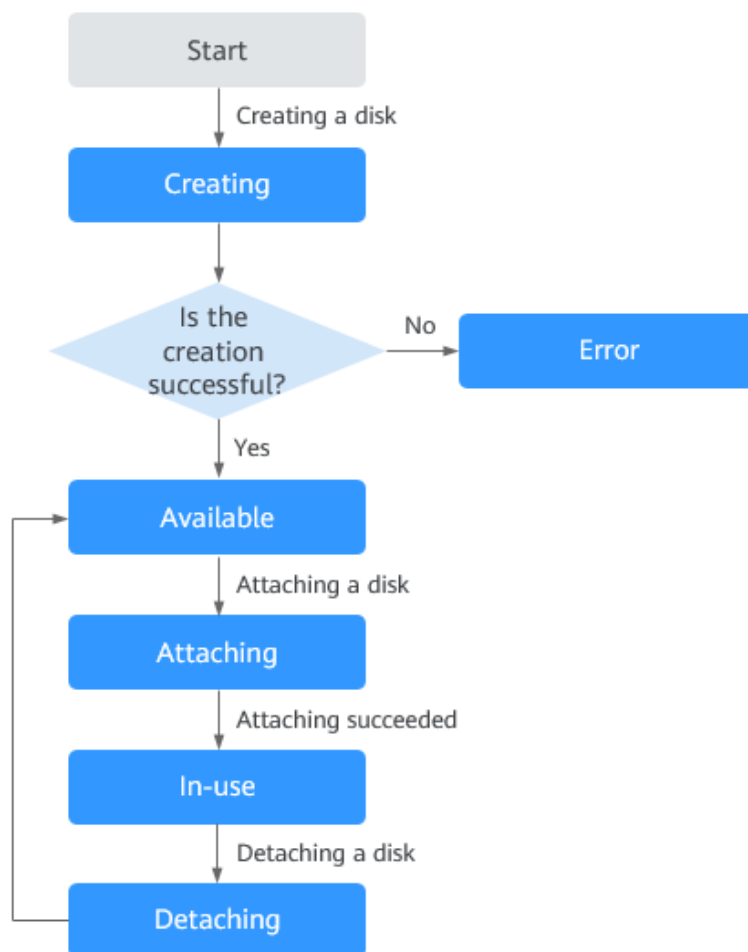 Start
Creating a disk
Creating
Is the
creation
successful?
No
Error
Yes
Available
Attaching a disk
Attaching
Attaching succeeded
In-use
Detaching a disk
Detaching